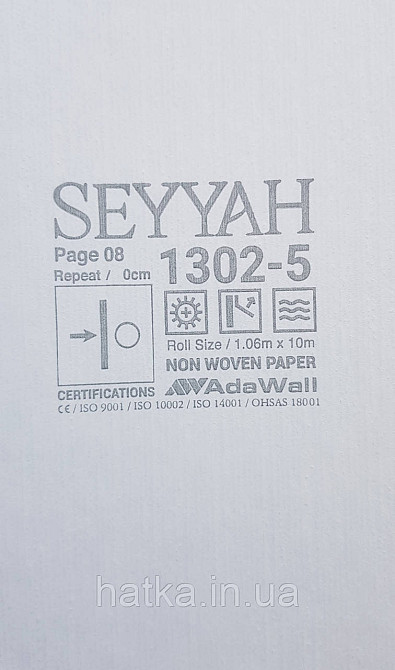 SEYYAH
Page 08
Repeat / 0cm
1302-5
Roll Size / 1.06m x 10m
NON WOVEN PAPER
CERTIFICATIONS
AdaWall
CE / ISO 9001 / ISO 10002 / ISO 14001 / OHSAS 18001
hatka.in.ua